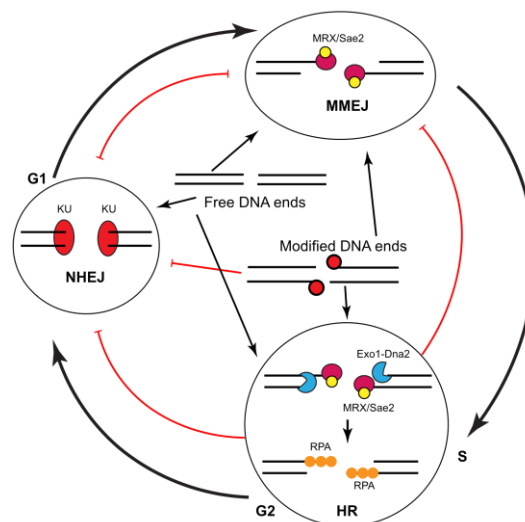 MRX/Sae2
MMEJ
G1
KU KU
NHEJ
Free DNA ends
Modified DNA ends
Exo1-Dna2
MRX/Sae2
RPA
RPA
S
G2
HR